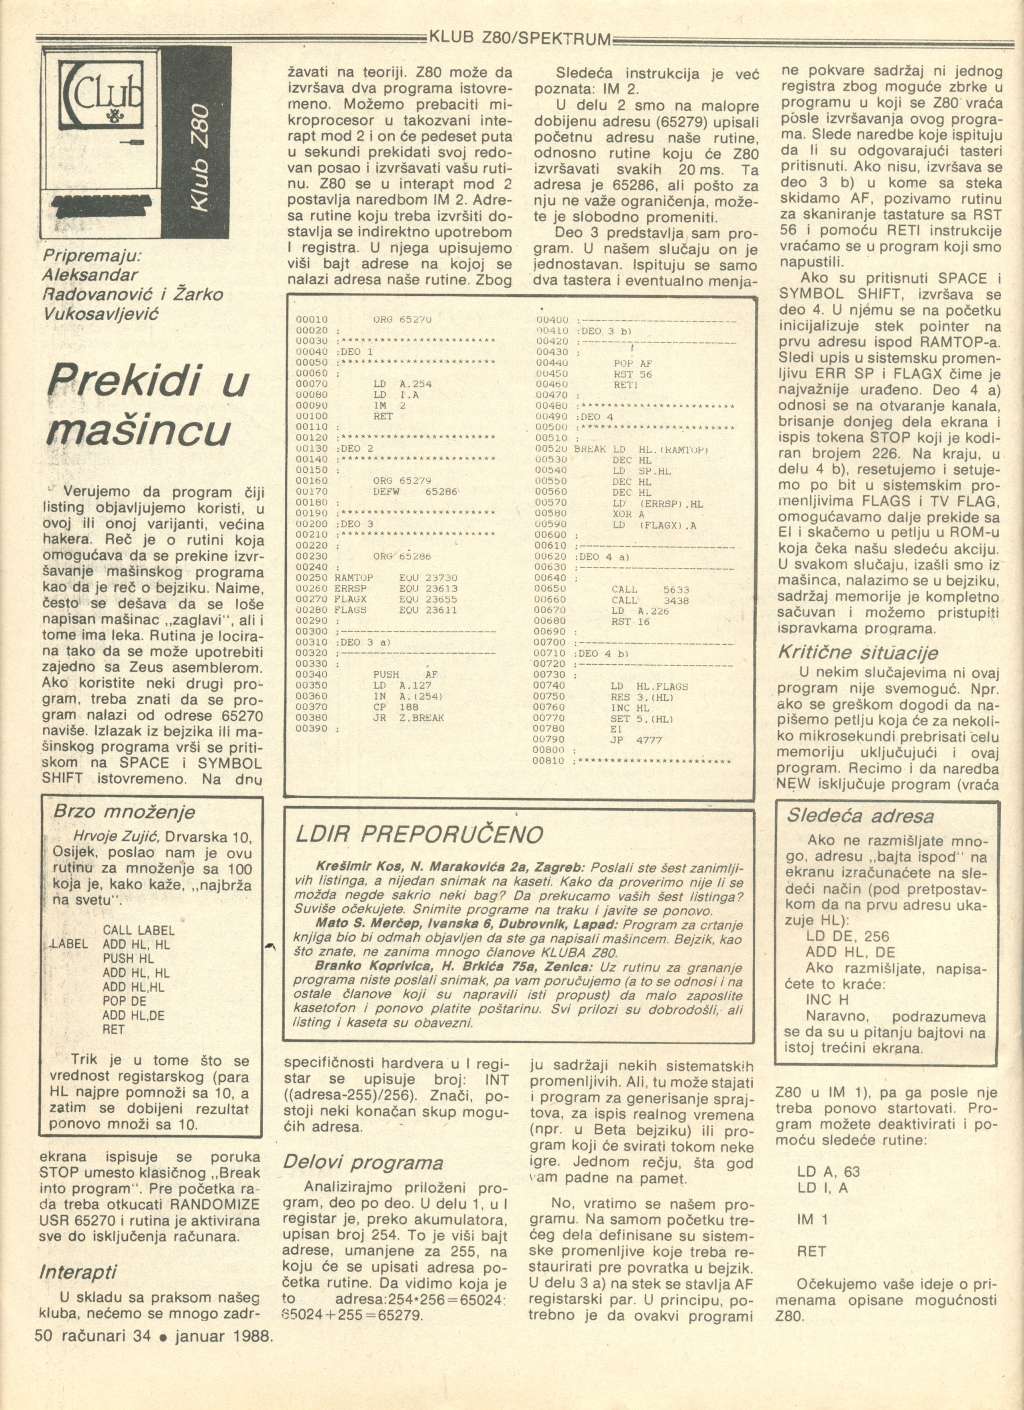 KLUB Z80/SPEKTRUM
CLub
Klub Z80
Pripremaju:
Aleksandar
Radovanović i Žarko
Vukosavljević
Prekidi u
mašincu
Verujemo da program čiji
listing objavljujemo koristi, u
ovoj ili onoj varijanti, većina
hakera. Reč je o rutini koja
omogućava da se prekine izvr-
šavanje mašinskog programa
kao da je reč o bejziku. Naime,
često se dešava da se loše
napisan mašinac „zaglavi", ali i
tome ima leka. Rutina je locira-
na tako da se može upotrebiti
zajedno sa Zeus asemblerom.
Ako koristite neki drugi pro-
gram, treba znati da se pro-
gram nalazi od odrese 65270
naviše. Izlazak iz bejzika ili ma-
šinskog programa vrši se priti-
skom na SPACE i SYMBOL
SHIFT istovremeno. Na dnu
Brzo množenje
Hrvoje Zujić, Drvarska 10,
Osijek, poslao nam je ovu
rutinu za množenje sa 100
koja je, kako kaže, „najbrža
na svetu".
CALL LABEL
LABEL ADD HL, HL
PUSH HL
ADD HL, HL
ADD HL,HL
POP DE
ADD HL,DE
RET
Trik je u tome što se
vrednost registarskog (para
HL najpre pomnoži sa 10, a
zatim se dobijeni rezultat
ponovo množi sa 10.
ekrana ispisuje se poruka
STOP umesto klasičnog „Break
into program". Pre početka ra-
da treba otkucati RANDOMIZE
USR 65270 i rutina je aktivirana
sve do isključenja računara.
Interapti
U skladu sa praksom našeg
kluba, nećemo se mnogo zadr-
žavati na teoriji. Z80 može da
izvršava dva programa istovre-
meno. Možemo prebaciti mi-
kroprocesor u takozvani inte-
rapt mod 2 i on će pedeset puta
u sekundi prekidati svoj redo-
van posao i izvršavati vašu ruti-
nu. Z80 se u interapt mod 2
postavlja naredbom IM 2. Adre-
sa rutine koju treba izvršiti do-
stavlja se indirektno upotrebom
I registra. U njega upisujemo
viši bajt adrese na kojoj se
nalazi adresa naše rutine. Zbog
Sledeća instrukcija je već
poznata: IM 2.
U delu 2 smo na malopre
dobijenu adresu (65279) upisali
početnu adresu naše rutine,
odnosno rutine koju će Z80
izvršavati svakih 20 ms. Ta
adresa je 65286, ali pošto za
nju ne važe ograničenja, može-
te je slobodno promeniti.
Deo 3 predstavlja sam pro-
gram. U našem slučaju on je
jednostavan. Ispituju se samo
dva tastera i eventualno menja-
00010 ORG 65270
00020 ;
00030 ;*************************
00040 ;DEO 1
00050 ;*************************
00060 ;
00070 LD A,254
00080 LD I,A
00090 IM 2
00100 RET
00110 ;
00120 ;*************************
00130 ;DEO 2
00140 ;*************************
00150 ;
00160 ORG 65279
00170 DEFW 65286
00180 ;
00190 ;*************************
00200 ;DEO 3
00210 ;*************************
00220 ;
00230 ORG 65286
00240 ;
00250 RAMTOP EQU 23730
00260 ERRSP EQU 23613
00270 FLAGX EQU 23655
00280 FLAGS EQU 23611
00290 ;
00300 ;-------------------------
00310 ;DEO 3 a)
00320 ;-------------------------
00330 ;
00340 PUSH AF
00350 LD A,127
00360 IN A,(254)
00370 CP 188
00380 JR Z,BREAK
00390 ;
00400 ;-------------------------
00410 ;DEO 3 b)
00420 ;-------------------------
00430 ;
00440 POP AF
00450 RST 56
00460 RETI
00470 ;
00480 ;*************************
00490 ;DEO 4
00500 ;*************************
00510 ;
00520 BREAK LD HL,(RAMTOP)
00530 DEC HL
00540 LD SP,HL
00550 DEC HL
00560 DEC HL
00570 LD (ERRSP),HL
00580 XOR A
00590 LD (FLAGX),A
00600 ;
00610 ;-------------------------
00620 ;DEO 4 a)
00630 ;-------------------------
00640 ;
00650 CALL 5633
00660 CALL 3438
00670 LD A,226
00680 RST 16
00690 ;
00700 ;-------------------------
00710 ;DEO 4 b)
00720 ;-------------------------
00730 ;
00740 LD HL,FLAGS
00750 RES 3,(HL)
00760 INC HL
00770 SET 5,(HL)
00780 EI
00790 JP 4777
00800 ;
00810 ;*************************
LDIR PREPORUČENO
Krešimir Kos, N. Marakovića 2a, Zagreb: Poslali ste šest zanimlji-
vih listinga, a nijedan snimak na kaseti. Kako da proverimo nije li se
možda negde sakrio neki bag? Da prekucamo vaših šest listinga?
Suviše očekujete. Snimite programe na traku i javite se ponovo.
Mato S. Merćep, Ivanska 6, Dubrovnik, Lapad: Program za crtanje
knjiga bio bi odmah objavljen da ste ga napisali mašincem. Bejzik, kao
što znate, ne zanima mnogo članove KLUBA Z80.
Branko Koprivica, H. Brkića 75a, Zenica: Uz rutinu za grananje
programa niste poslali snimak, pa vam poručujemo (a to se odnosi i na
ostale članove koji su napravili isti propust) da malo zaposlite
kasetofon i ponovo platite poštarinu. Svi prilozi su dobrodošli, ali
listing i kaseta su obavezni.
specifičnosti hardvera u I regi-
star se upisuje broj: INT
((adresa-255)/256). Znači, po-
stoji neki konačan skup mogu-
ćih adresa.
Delovi programa
Analizirajmo priloženi pro-
gram, deo po deo. U delu 1, u I
registar je, preko akumulatora,
upisan broj 254. To je viši bajt
adrese, umanjene za 255, na
koju će se upisati adresa po-
četka rutine. Da vidimo koja je
to adresa:254*256=65024;
65024+255=65279.
ju sadržaji nekih sistematskih
promenljivih. Ali, tu može stajati
i program za generisanje spraj-
tova, za ispis realnog vremena
(npr. u Beta bejziku) ili pro-
gram koji će svirati tokom neke
igre. Jednom rečju, šta god
vam padne na pamet.
No, vratimo se našem pro-
gramu. Na samom početku tre-
ćeg dela definisane su sistem-
ske promenljive koje treba re-
staurirati pre povratka u bejzik.
U delu 3 a) na stek se stavlja AF
registarski par. U principu, po-
trebno je da ovakvi programi
ne pokvare sadržaj ni jednog
registra zbog moguće zbrke u
programu u koji se Z80 vraća
posle izvršavanja ovog progra-
ma. Slede naredbe koje ispituju
da li su odgovarajući tasteri
pritisnuti. Ako nisu, izvršava se
deo 3 b) u kome sa steka
skidamo AF, pozivamo rutinu
za skaniranje tastature sa RST
56 i pomoću RETI instrukcije
vraćamo se u program koji smo
napustili.
Ako su pritisnuti SPACE i
SYMBOL SHIFT, izvršava se
deo 4. U njemu se na početku
inicijalizuje stek pointer na
prvu adresu ispod RAMTOP-a.
Sledi upis u sistemsku promen-
ljivu ERR SP i FLAGX čime je
najvažnije urađeno. Deo 4 a)
odnosi se na otvaranje kanala,
brisanje donjeg dela ekrana i
ispis tokena STOP koji je kodi-
ran brojem 226. Na kraju, u
delu 4 b), resetujemo i setuje-
mo po bit u sistemskim pro-
menljivima FLAGS i TV FLAG,
omogućavamo dalje prekide sa
EI i skačemo u petlju u ROM-u
koja čeka našu sledeću akciju.
U svakom slučaju, izašli smo iz
mašinca, nalazimo se u bejziku,
sadržaj memorije je kompletno
sačuvan i možemo pristupiti
ispravkama programa.
Kritične situacije
U nekim slučajevima ni ovaj
program nije svemoguć. Npr.
ako se greškom dogodi da na-
pišemo petlju koja će za nekoli-
ko mikrosekundi prebrisati celu
memoriju uključujući i ovaj
program. Recimo i da naredba
NEW isključuje program (vraća
Sledeća adresa
Ako ne razmišljate mno-
go, adresu „bajta ispod" na
ekranu izračunaćete na sle-
deći način (pod pretpostav-
kom da na prvu adresu uka-
zuje HL):
LD DE, 256
ADD HL, DE
Ako razmišljate, napisa-
ćete to kraće:
INC H
Naravno, podrazumeva
se da su u pitanju bajtovi na
istoj trećini ekrana.
Z80 u IM 1), pa ga posle nje
treba ponovo startovati. Pro-
gram možete deaktivirati i po-
moću sledeće rutine:
LD A, 63
LD I, A
IM 1
RET
Očekujemo vaše ideje o pri-
menama opisane mogućnosti
Z80.
50 računari 34 • januar 1988.